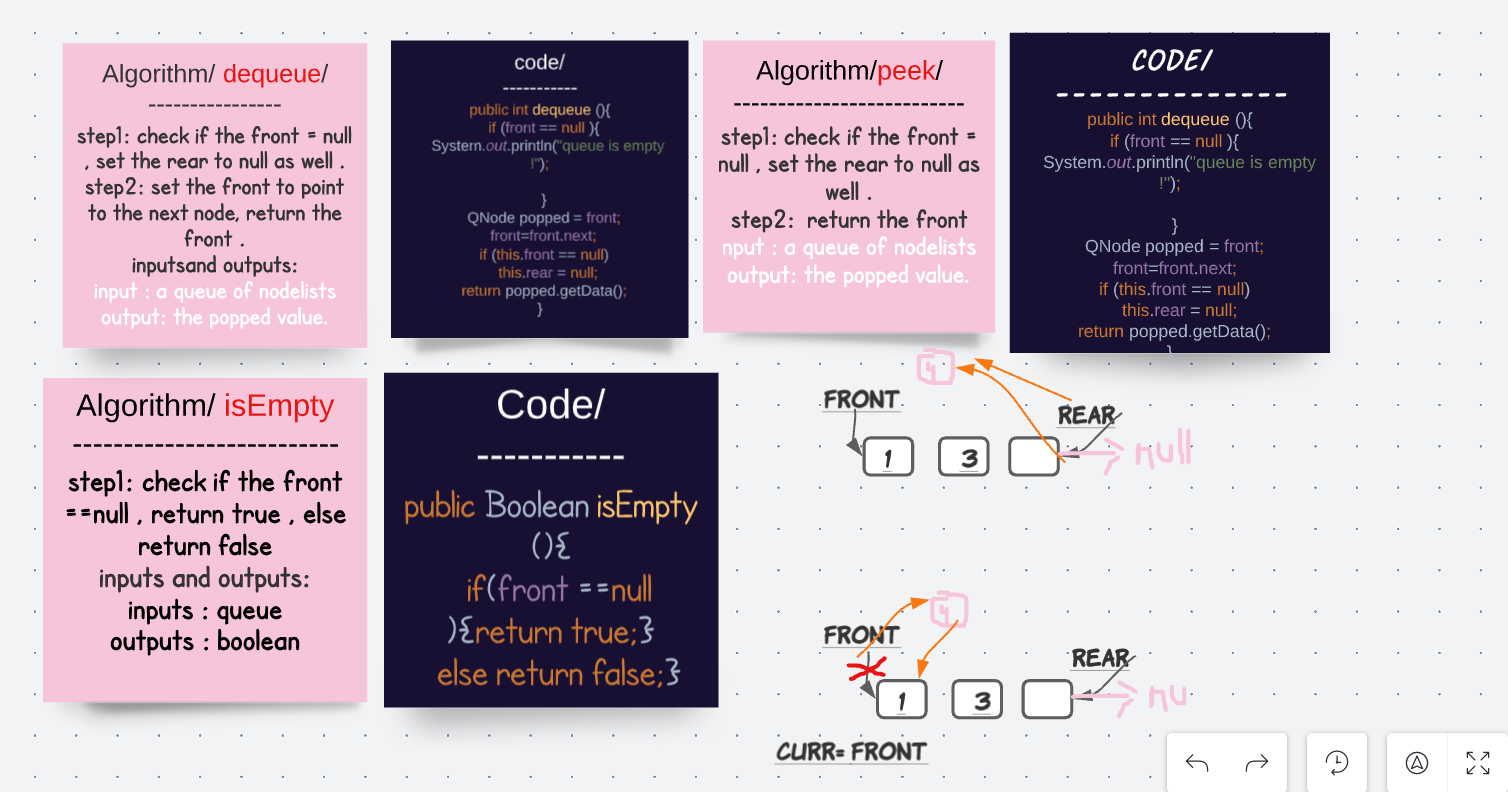 Algorithm/ dequeue/
---------------
step1: check if the front = null
, set the rear to null as well .
step2: set the front to point
to the next node, return the
front .
inputsand outputs:
input : a queue of nodelists
output: the popped value.
code/
-----------
public int dequeue (){
if (front == null ){
System.out.println("queue is empty
!");
}
QNode popped = front;
front=front.next;
if (this.front == null)
this.rear = null;
return popped.getData();
}
Algorithm/peek/
--------------------------
step1: check if the front =
null , set the rear to null as
well .
step2: return the front
nput : a queue of nodelists
output: the popped value.
CODE/
--------------
public int dequeue (){
if (front == null ){
System.out.println("queue is empty
!");
}
QNode popped = front;
front=front.next;
if (this.front == null)
this.rear = null;
return popped.getData();
}
Algorithm/ isEmpty
--------------------------
step1: check if the front
==null , return true , else
return false
inputs and outputs:
inputs : queue
outputs : boolean
Code/
-----------
public Boolean isEmpty
(){
if(front ==null
){return true;}
else return false;}
4
FRONT
REAR
1 3
null
4
FRONT
REAR
1 3
nu
CURR= FRONT